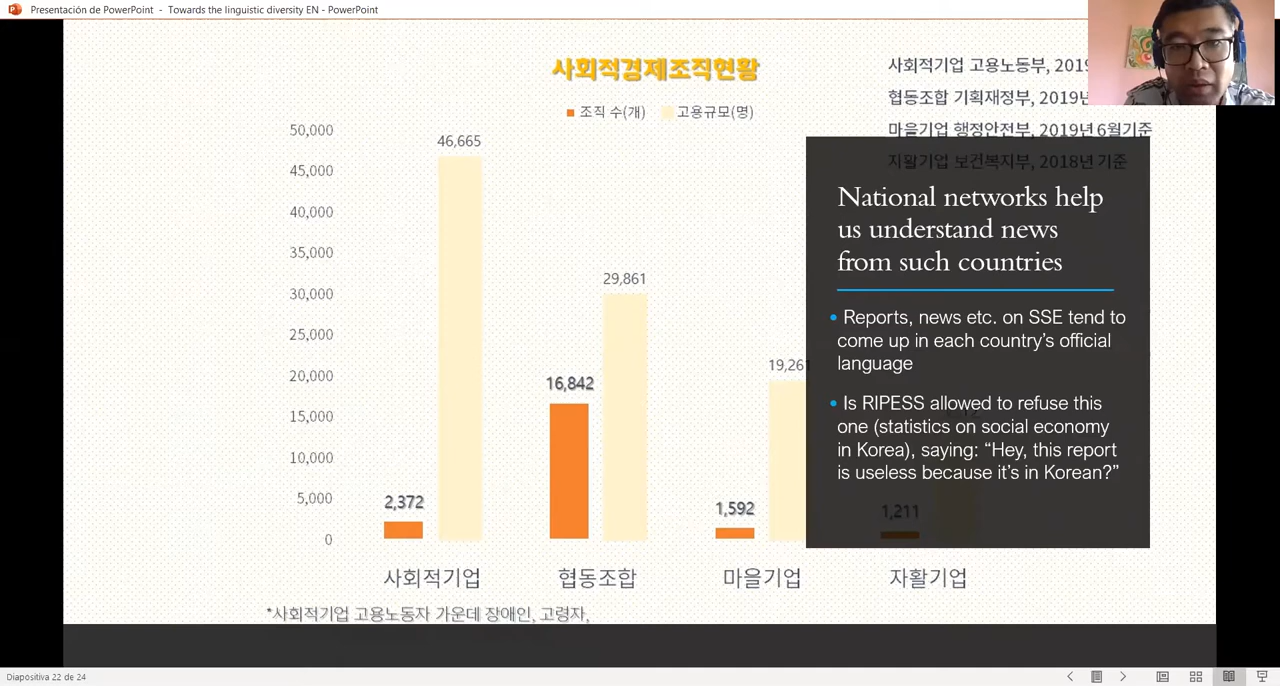 Presentación de PowerPoint - Towards the linguistic diversity EN - PowerPoint
사회적경제조직현황
조직 수(개) 고용규모(명)
사회적기업 고용노동부, 2019
협동조합 기획재정부, 2019년
마을기업 행정안전부, 2019년 6월기준
자활기업 보건복지부, 2018년 기준
50,000
45,000
40,000
35,000
30,000
25,000
20,000
15,000
10,000
5,000
0
2,372
46,665
16,842
29,861
1,592
19,261
1,211
사회적기업
협동조합
마을기업
자활기업
*사회적기업 고용노동자 가운데 장애인, 고령자,
National networks help
us understand news
from such countries
• Reports, news etc. on SSE tend to
come up in each country’s official
language
• Is RIPESS allowed to refuse this
one (statistics on social economy
in Korea), saying: “Hey, this report
is useless because it’s in Korean?”
Diapositiva 22 de 24